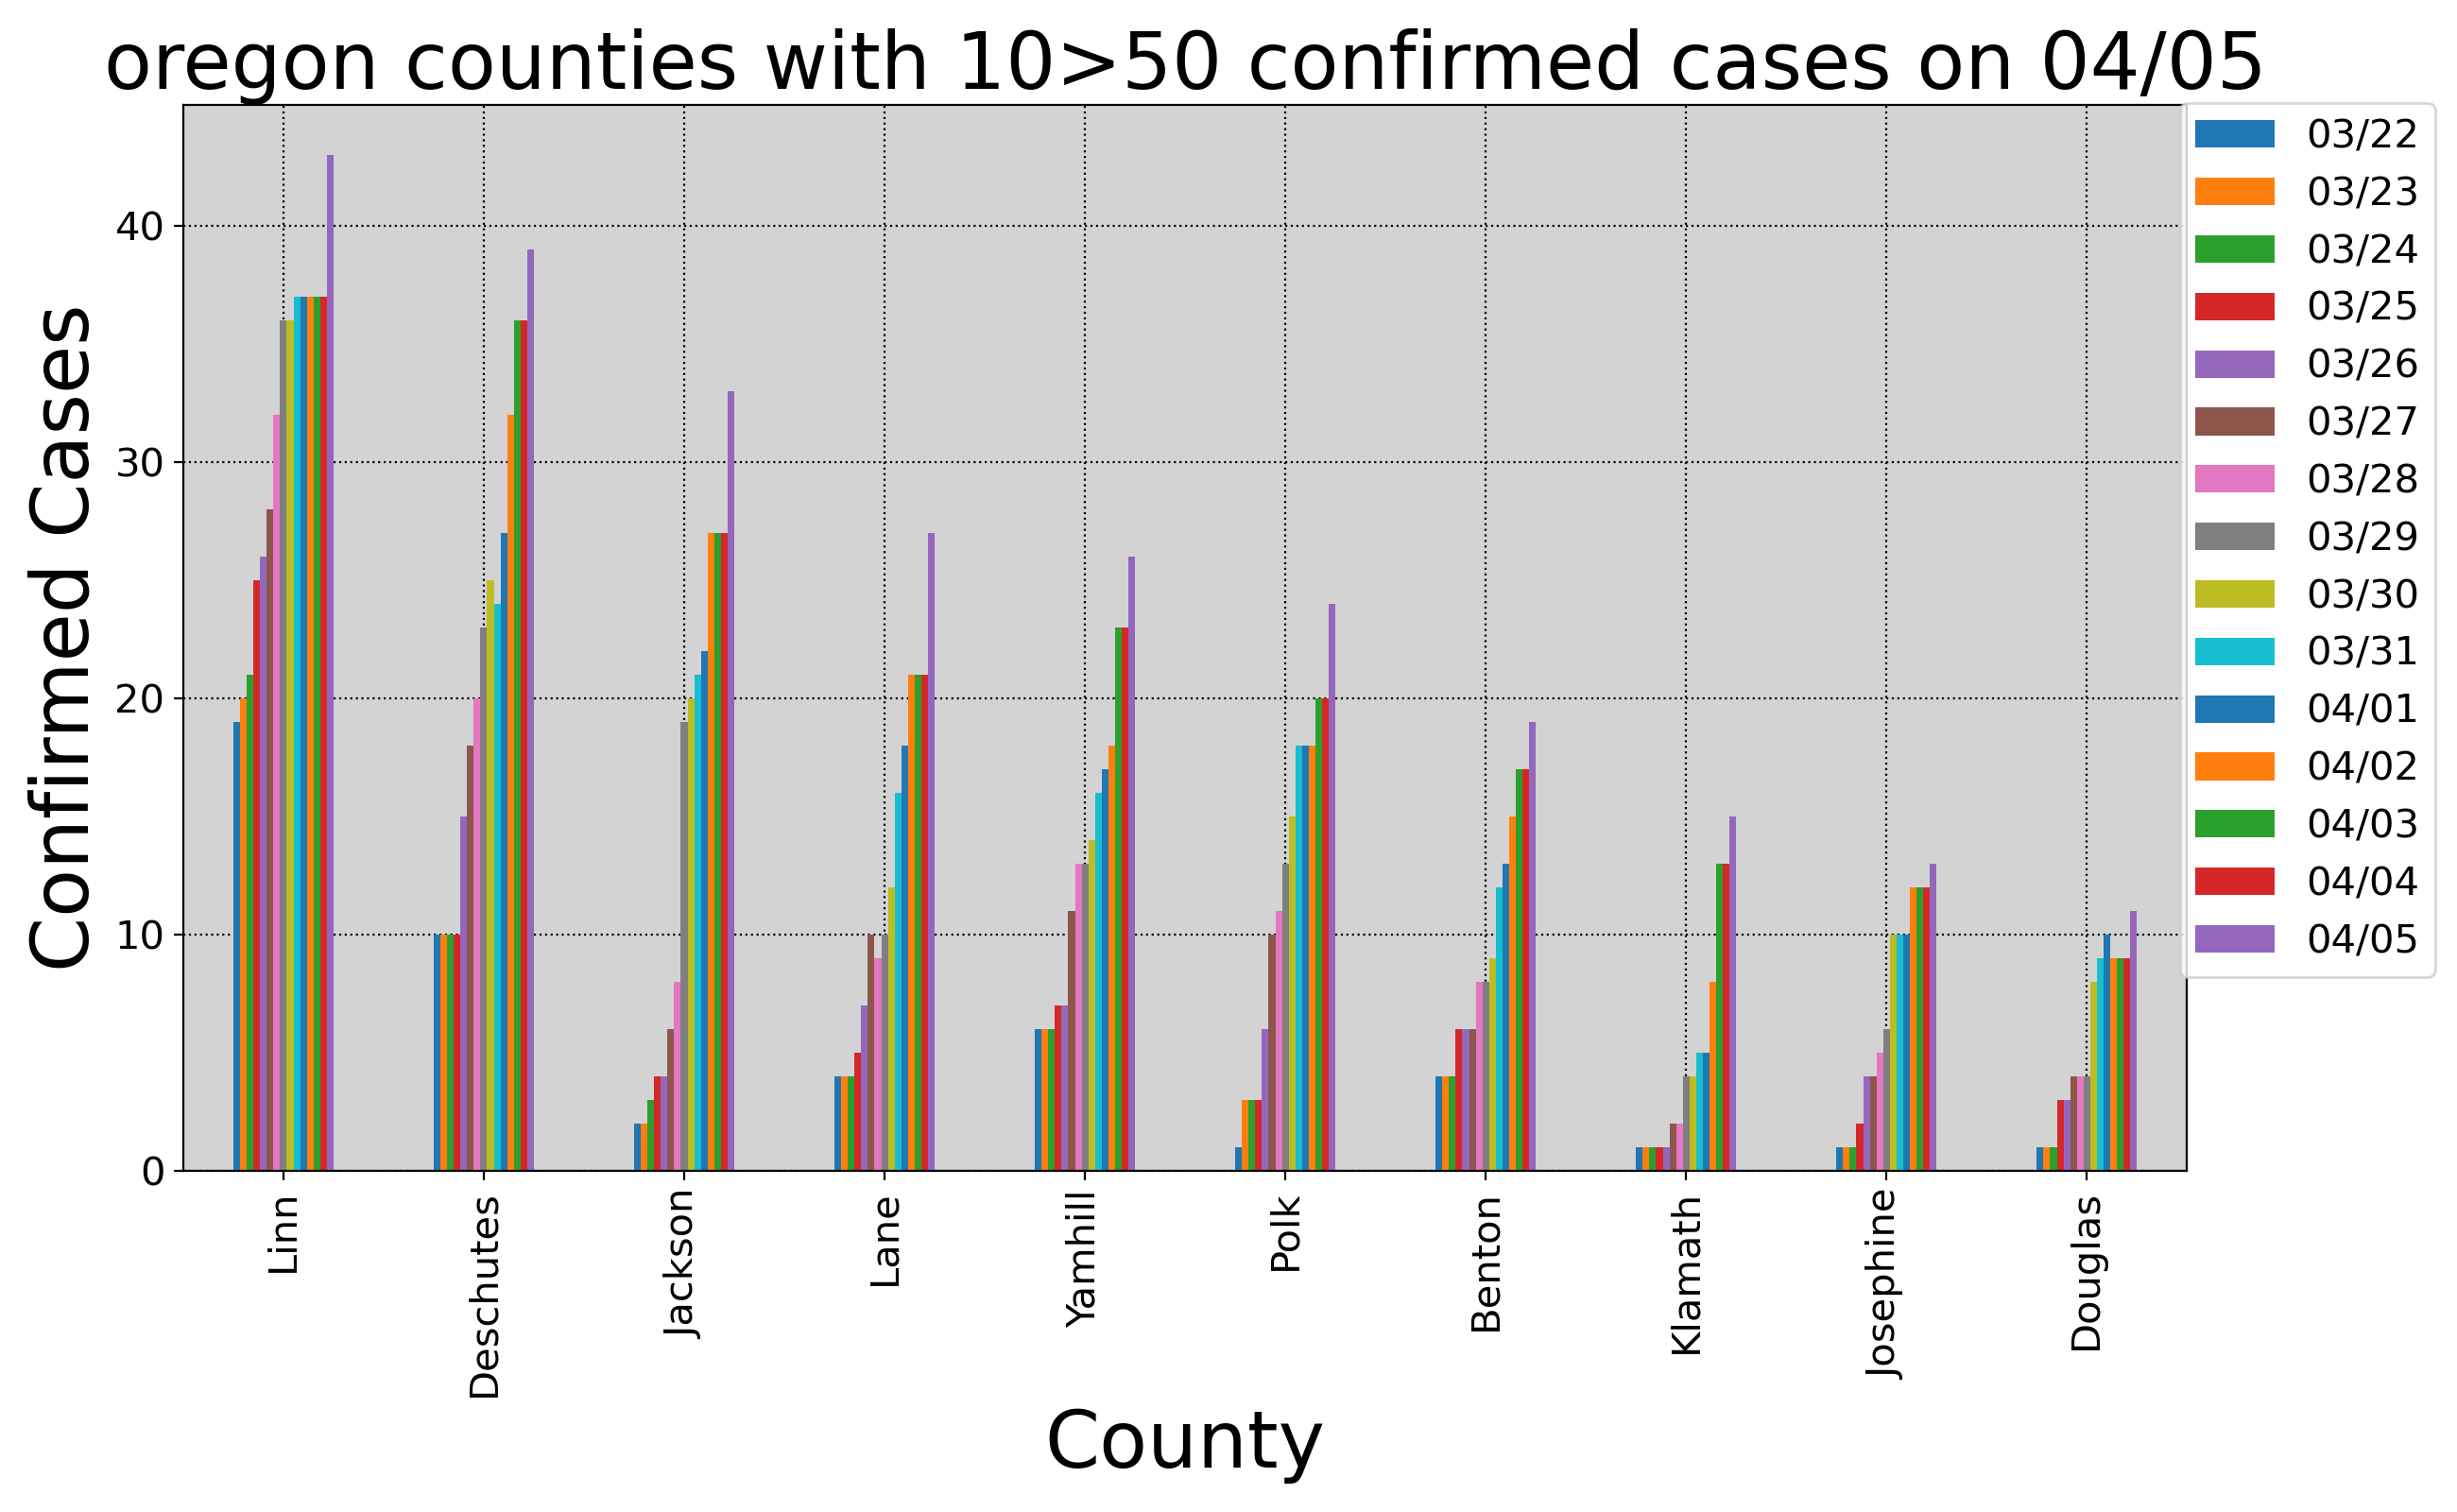 oregon counties with 10>50 confirmed cases on 04/05
Confirmed Cases
40
30
20
10
0
Linn
Deschutes
Jackson
Lane
Yamhill
Polk
Benton
Klamath
Josephine
Douglas
County
03/22
03/23
03/24
03/25
03/26
03/27
03/28
03/29
03/30
03/31
04/01
04/02
04/03
04/04
04/05